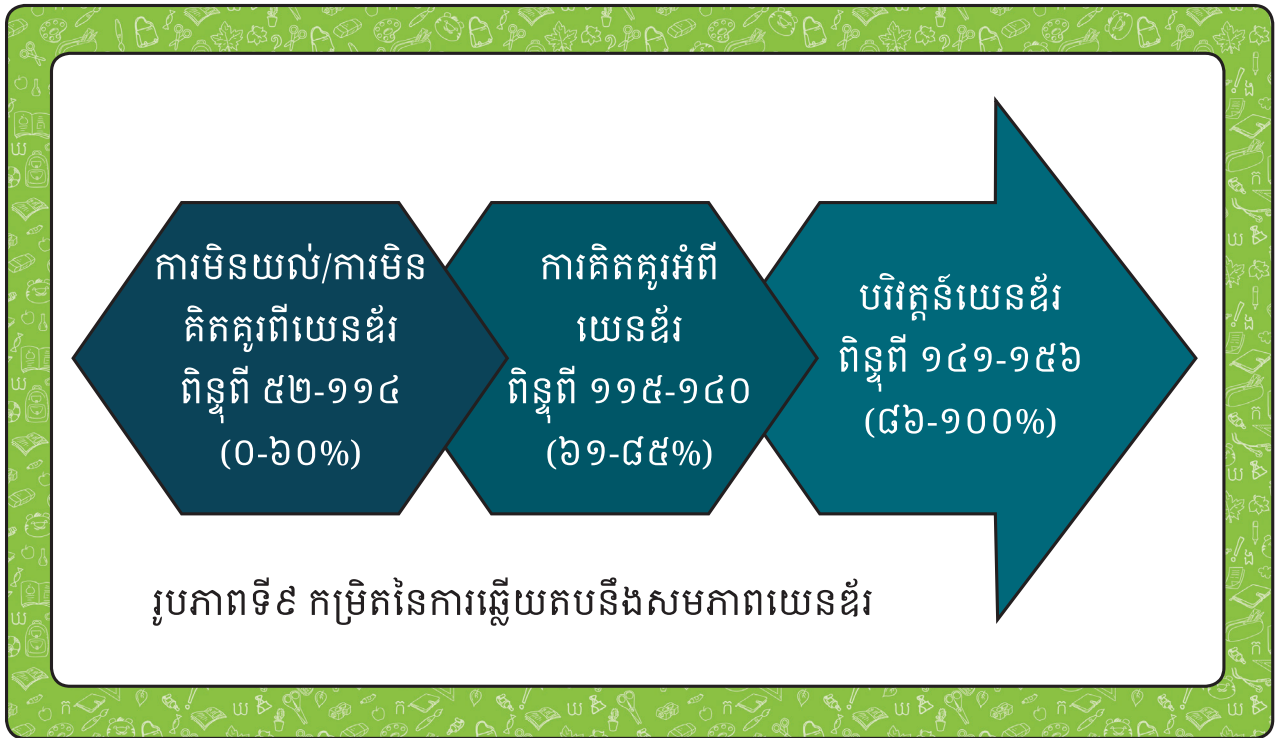 ការមិនយល់/ការមិន
គិតគូរពីយេនឌ័រ
ពិន្ទុពី ៥២-១១៤
(0-៦០%)
ការគិតគូរអំពី
យេនឌ័រ
ពិន្ទុពី ១១៥-១៤០
(៦១-៨៥%)
បរិវត្តន៍យេនឌ័រ
ពិន្ទុពី ១៤១-១៥៦
(៨៦-១០០%)
រូបភាពទី៩ កម្រិតនៃការឆ្លើយតបនឹងសមភាពយេនឌ័រ